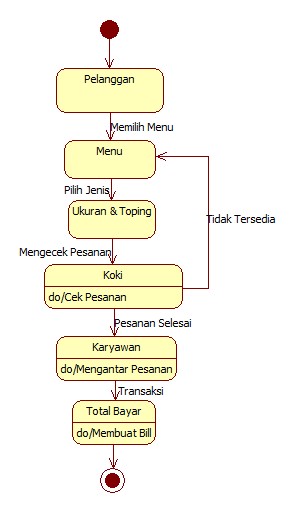 Pelanggan
Memilih Menu
Menu
Pilih Jenis
Ukuran & Toping
Tidak Tersedia
Mengecek Pesanan
Koki
do/Cek Pesanan
Pesanan Selesai
Karyawan
do/Mengantar Pesanan
Transaksi
Total Bayar
do/Membuat Bill